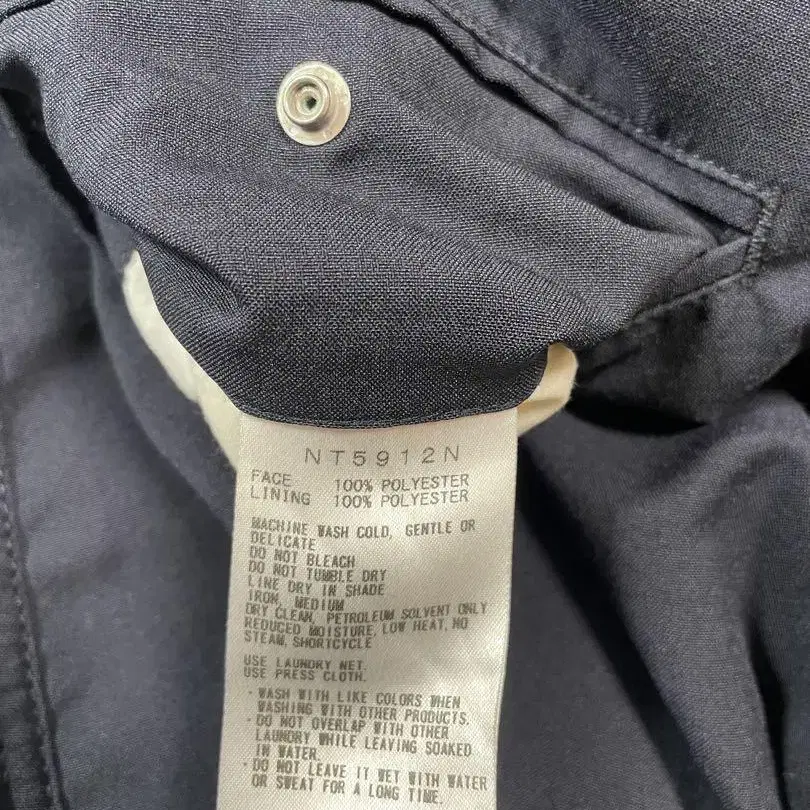 NT5912N
FACE 100% POLYESTER
LINING 100% POLYESTER
MACHINE WASH COLD, GENTLE OR
DELICATE
DO NOT BLEACH
DO NOT TUMBLE DRY
LINE DRY IN SHADE
IRON, MEDIUM
DRY CLEAN, PETROLEUM SOLVENT ONLY
REDUCED MOISTURE, LOW HEAT, NO
STEAM, SHORTCYCLE
USE LAUNDRY NET.
USE PRESS CLOTH.
・WASH WITH LIKE COLORS WHEN
WASHING WITH OTHER PRODUCTS.
・DO NOT OVERLAP WITH OTHER
LAUNDRY WHILE LEAVING SOAKED
IN WATER.
・DO NOT LEAVE IT WET WITH WATER
OR SWEAT FOR A LONG TIME.